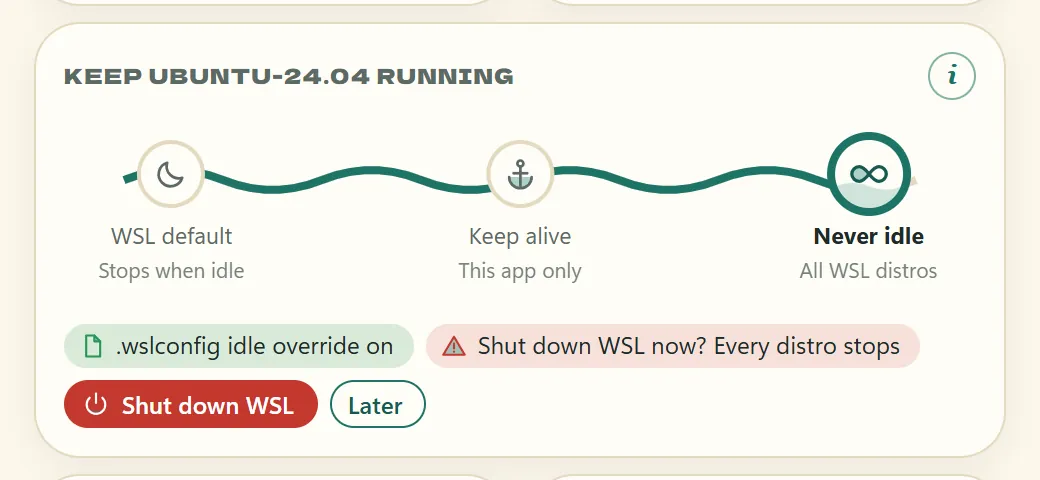 KEEP UBUNTU-24.04 RUNNING
i
WSL default
Stops when idle
Keep alive
This app only
Never idle
All WSL distros
.wslconfig idle override on
Shut down WSL now? Every distro stops
Shut down WSL
Later